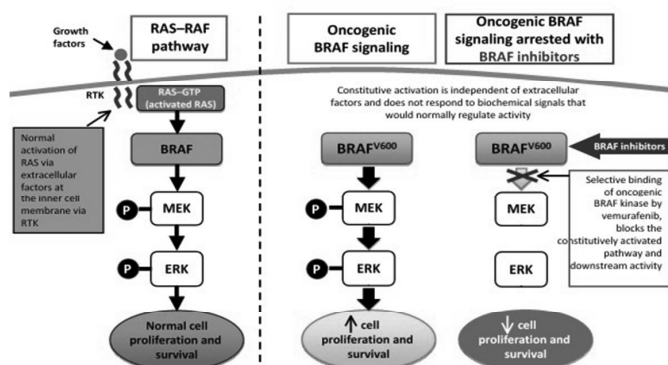 Growth
factors
RAS–RAF
pathway
RTK
RAS–GTP
(activated RAS)
Normal
activation of
RAS via
extracellular
factors at
the inner cell
membrane via
RTK
BRAF
P
MEK
P
ERK
Normal cell
proliferation and
survival
Oncogenic
BRAF signaling
Oncogenic BRAF
signaling arrested with
BRAF inhibitors
Constitutive activation is independent of extracellular
factors and does not respond to biochemical signals that
would normally regulate activity
BRAFV600
P
MEK
P
ERK
↑ cell
proliferation and
survival
BRAFV600
BRAF inhibitors
Selective binding
of oncogenic
BRAF kinase by
vemurafenib,
blocks the
constitutively activated
pathway and
downstream activity
MEK
ERK
↓ cell
proliferation and
survival